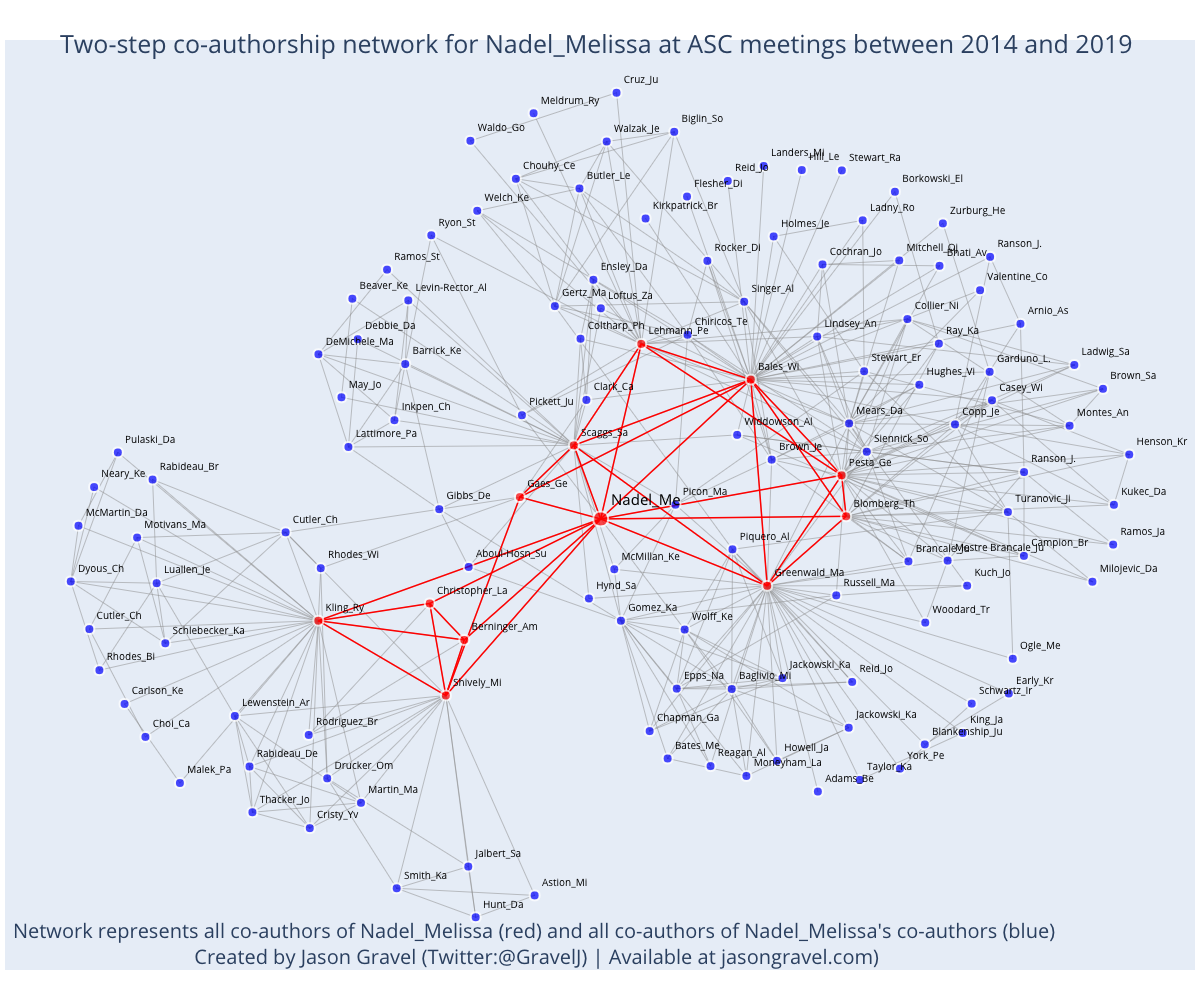 Two-step co-authorship network for Nadel_Melissa at ASC meetings between 2014 and 2019
Cruz_Ju
Meldrum_Ry
Biglin_So
Waldo_Go
Walzak_Je
Landers_Mi
Hill_Le
Stewart_Ra
Chouhy_Ce
Reid_Jo
Butler_Le
Borkowski_El
Flesher_Di
Welch_Ke
Kirkpatrick_Br
Ladny_Ro
Zurburg_He
Ryon_St
Holmes_Je
Rocker_Di
Cochran_Jo
Mitchell_Oj
Bhati_Av
Ranson_J.
Ramos_St
Ensley_Da
Valentine_Co
Beaver_Ke
Levin-Rector_Al
Gertz_Ma
Loftus_Za
Singer_Al
Collier_Ni
Arnio_As
Debbie_Da
Coltharp_Ph
Lehmann_Pe
Chiricos_Te
Lindsey_An
Ray_Ka
DeMichele_Ma
Barrick_Ke
Bales_Wi
Stewart_Er
Garduno_L.
Ladwig_Sa
Hughes_Vi
May_Jo
Clark_Ca
Casey_Wi
Brown_Sa
Inkpen_Ch
Pickett_Ju
Mears_Da
Copp_Je
Montes_An
Lattimore_Pa
Scaggs_Sa
Widdowson_Al
Siennick_So
Pulaski_Da
Brown_Je
Henson_Kr
Rabideau_Br
Pesta_Ge
Ranson_J.
Neary_Ke
Gaes_Ge
Nadel_Me
Picon_Ma
Gibbs_De
Turanovic_Ji
Kukec_Da
McMartin_Da
Motivans_Ma
Cutler_Ch
Blomberg_Th
Ramos_Ja
Piquero_Al
Brancale_Ju
Mestre Brancale_Ju
Campion_Br
Dyous_Ch
Luallen_Je
Rhodes_Wi
Aboul-Hosn_Su
McMillan_Ke
Greenwald_Ma
Russell_Ma
Kuch_Jo
Milojevic_Da
Christopher_La
Hynd_Sa
Cutler_Ch
Schlebecker_Ka
Kling_Ry
Berninger_Am
Gomez_Ka
Wolff_Ke
Woodard_Tr
Rhodes_Bi
Ogle_Me
Jackowski_Ka
Reid_Jo
Shively_Mi
Epps_Na
Baglivio_Mi
Early_Kr
Carlson_Ke
Schwartz_Ir
Lewenstein_Ar
Choi_Ca
Rodriguez_Br
Chapman_Ga
Jackowski_Ka
King_Ja
Blankenship_Ju
Rabideau_De
Drucker_Om
Bates_Me
Reagan_Al
Howell_Ja
York_Pe
Malek_Pa
Moneyham_La
Taylor_Ka
Adams_Be
Martin_Ma
Thacker_Jo
Cristy_Yv
Jalbert_Sa
Smith_Ka
Astion_Mi
Hunt_Da
Network represents all co-authors of Nadel_Melissa (red) and all co-authors of Nadel_Melissa's co-authors (blue)
Created by Jason Gravel (Twitter:@GravelJ) | Available at jasongravel.com)